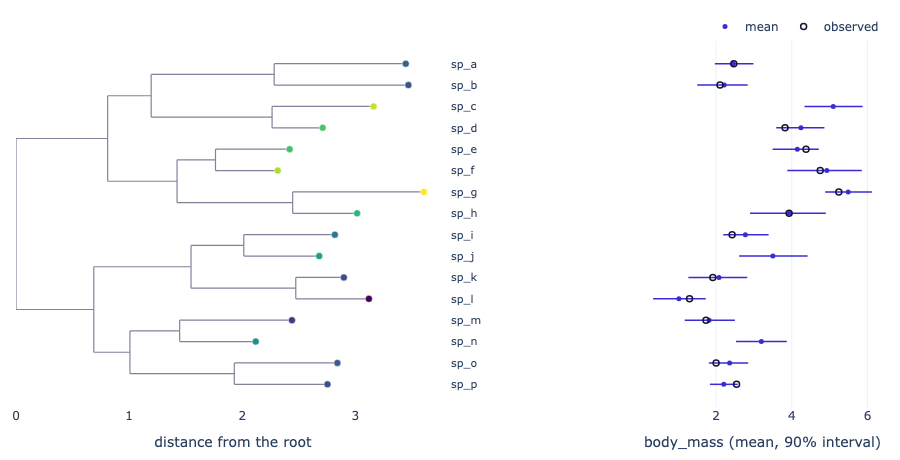 mean observed
sp_a
sp_b
sp_c
sp_d
sp_e
sp_f
sp_g
sp_h
sp_i
sp_j
sp_k
sp_l
sp_m
sp_n
sp_o
sp_p
0 1 2 3
2 4 6
distance from the root
body_mass (mean, 90% interval)